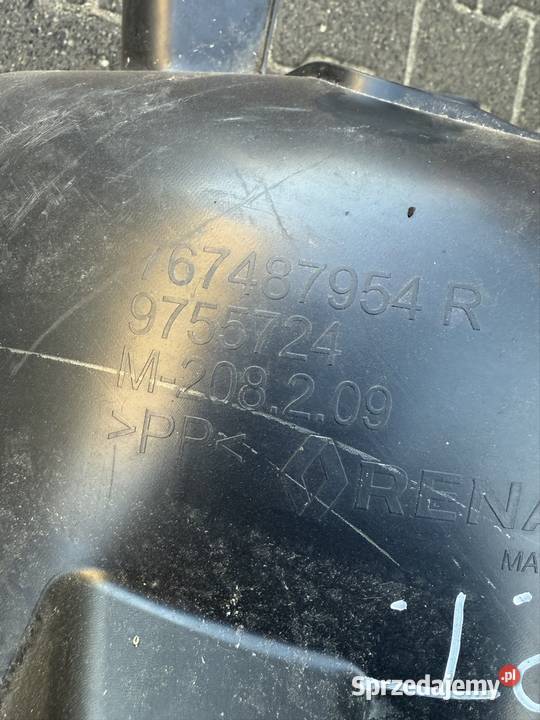 767487954 R
9755724
M-208.2.09
>PP< RENA
MA
Sprzedajemy.pl